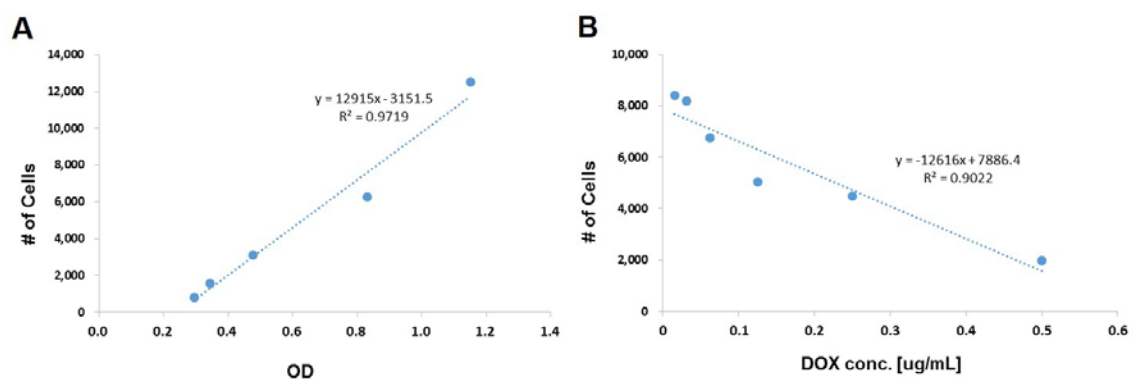 A
14,000
12,000
10,000
8,000
6,000
4,000
2,000
0
0.0 0.2 0.4 0.6 0.8 1.0 1.2 1.4
# of Cells
OD
y = 12915x - 3151.5
R² = 0.9719
B
10,000
8,000
6,000
4,000
2,000
0
0 0.1 0.2 0.3 0.4 0.5 0.6
# of Cells
DOX conc. [ug/mL]
y = -12616x + 7886.4
R² = 0.9022